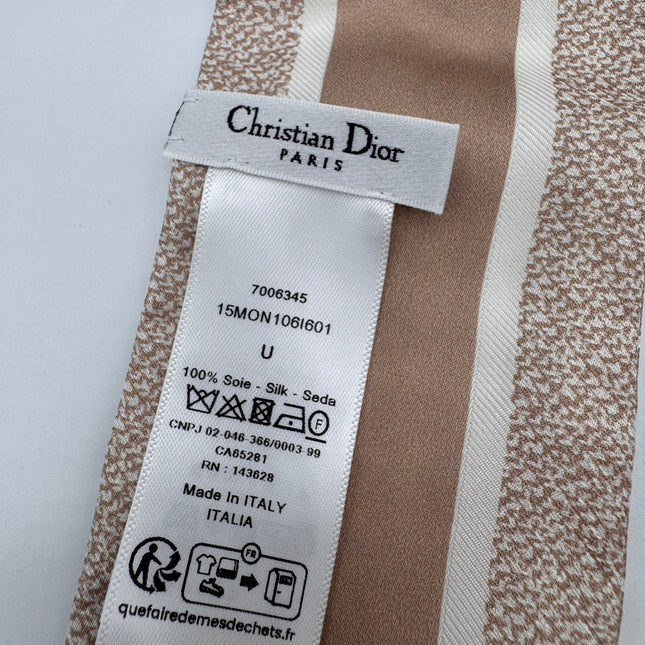 Christian Dior
PARIS
7006345
15MON106I601
U
100% Soie - Silk - Seda
F
CNPJ 02-046-366/0003-99
CA65281
RN : 143628
Made In ITALY
ITALIA
FR
quefairedemesdechets.fr